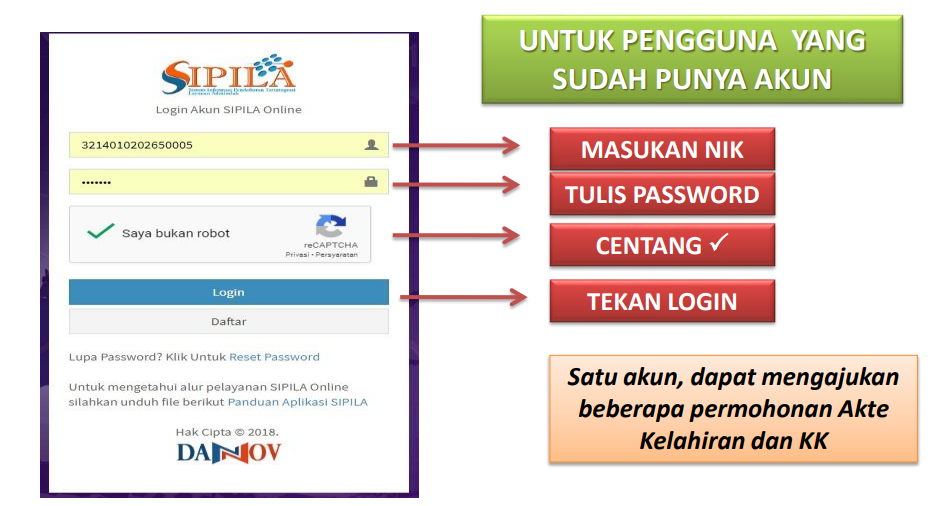 SIPILA
Login Akun SIPILA Online
3214010202650005
•••••••
Saya bukan robot
reCAPTCHA
Privasi - Persyaratan
Login
Daftar
Lupa Password? Klik Untuk Reset Password
Untuk mengetahui alur pelayanan SIPILA Online
silahkan unduh file berikut Panduan Aplikasi SIPILA
Hak Cipta © 2018.
DANNOV
UNTUK PENGGUNA YANG
SUDAH PUNYA AKUN
MASUKAN NIK
TULIS PASSWORD
CENTANG ✓
TEKAN LOGIN
Satu akun, dapat mengajukan
beberapa permohonan Akte
Kelahiran dan KK